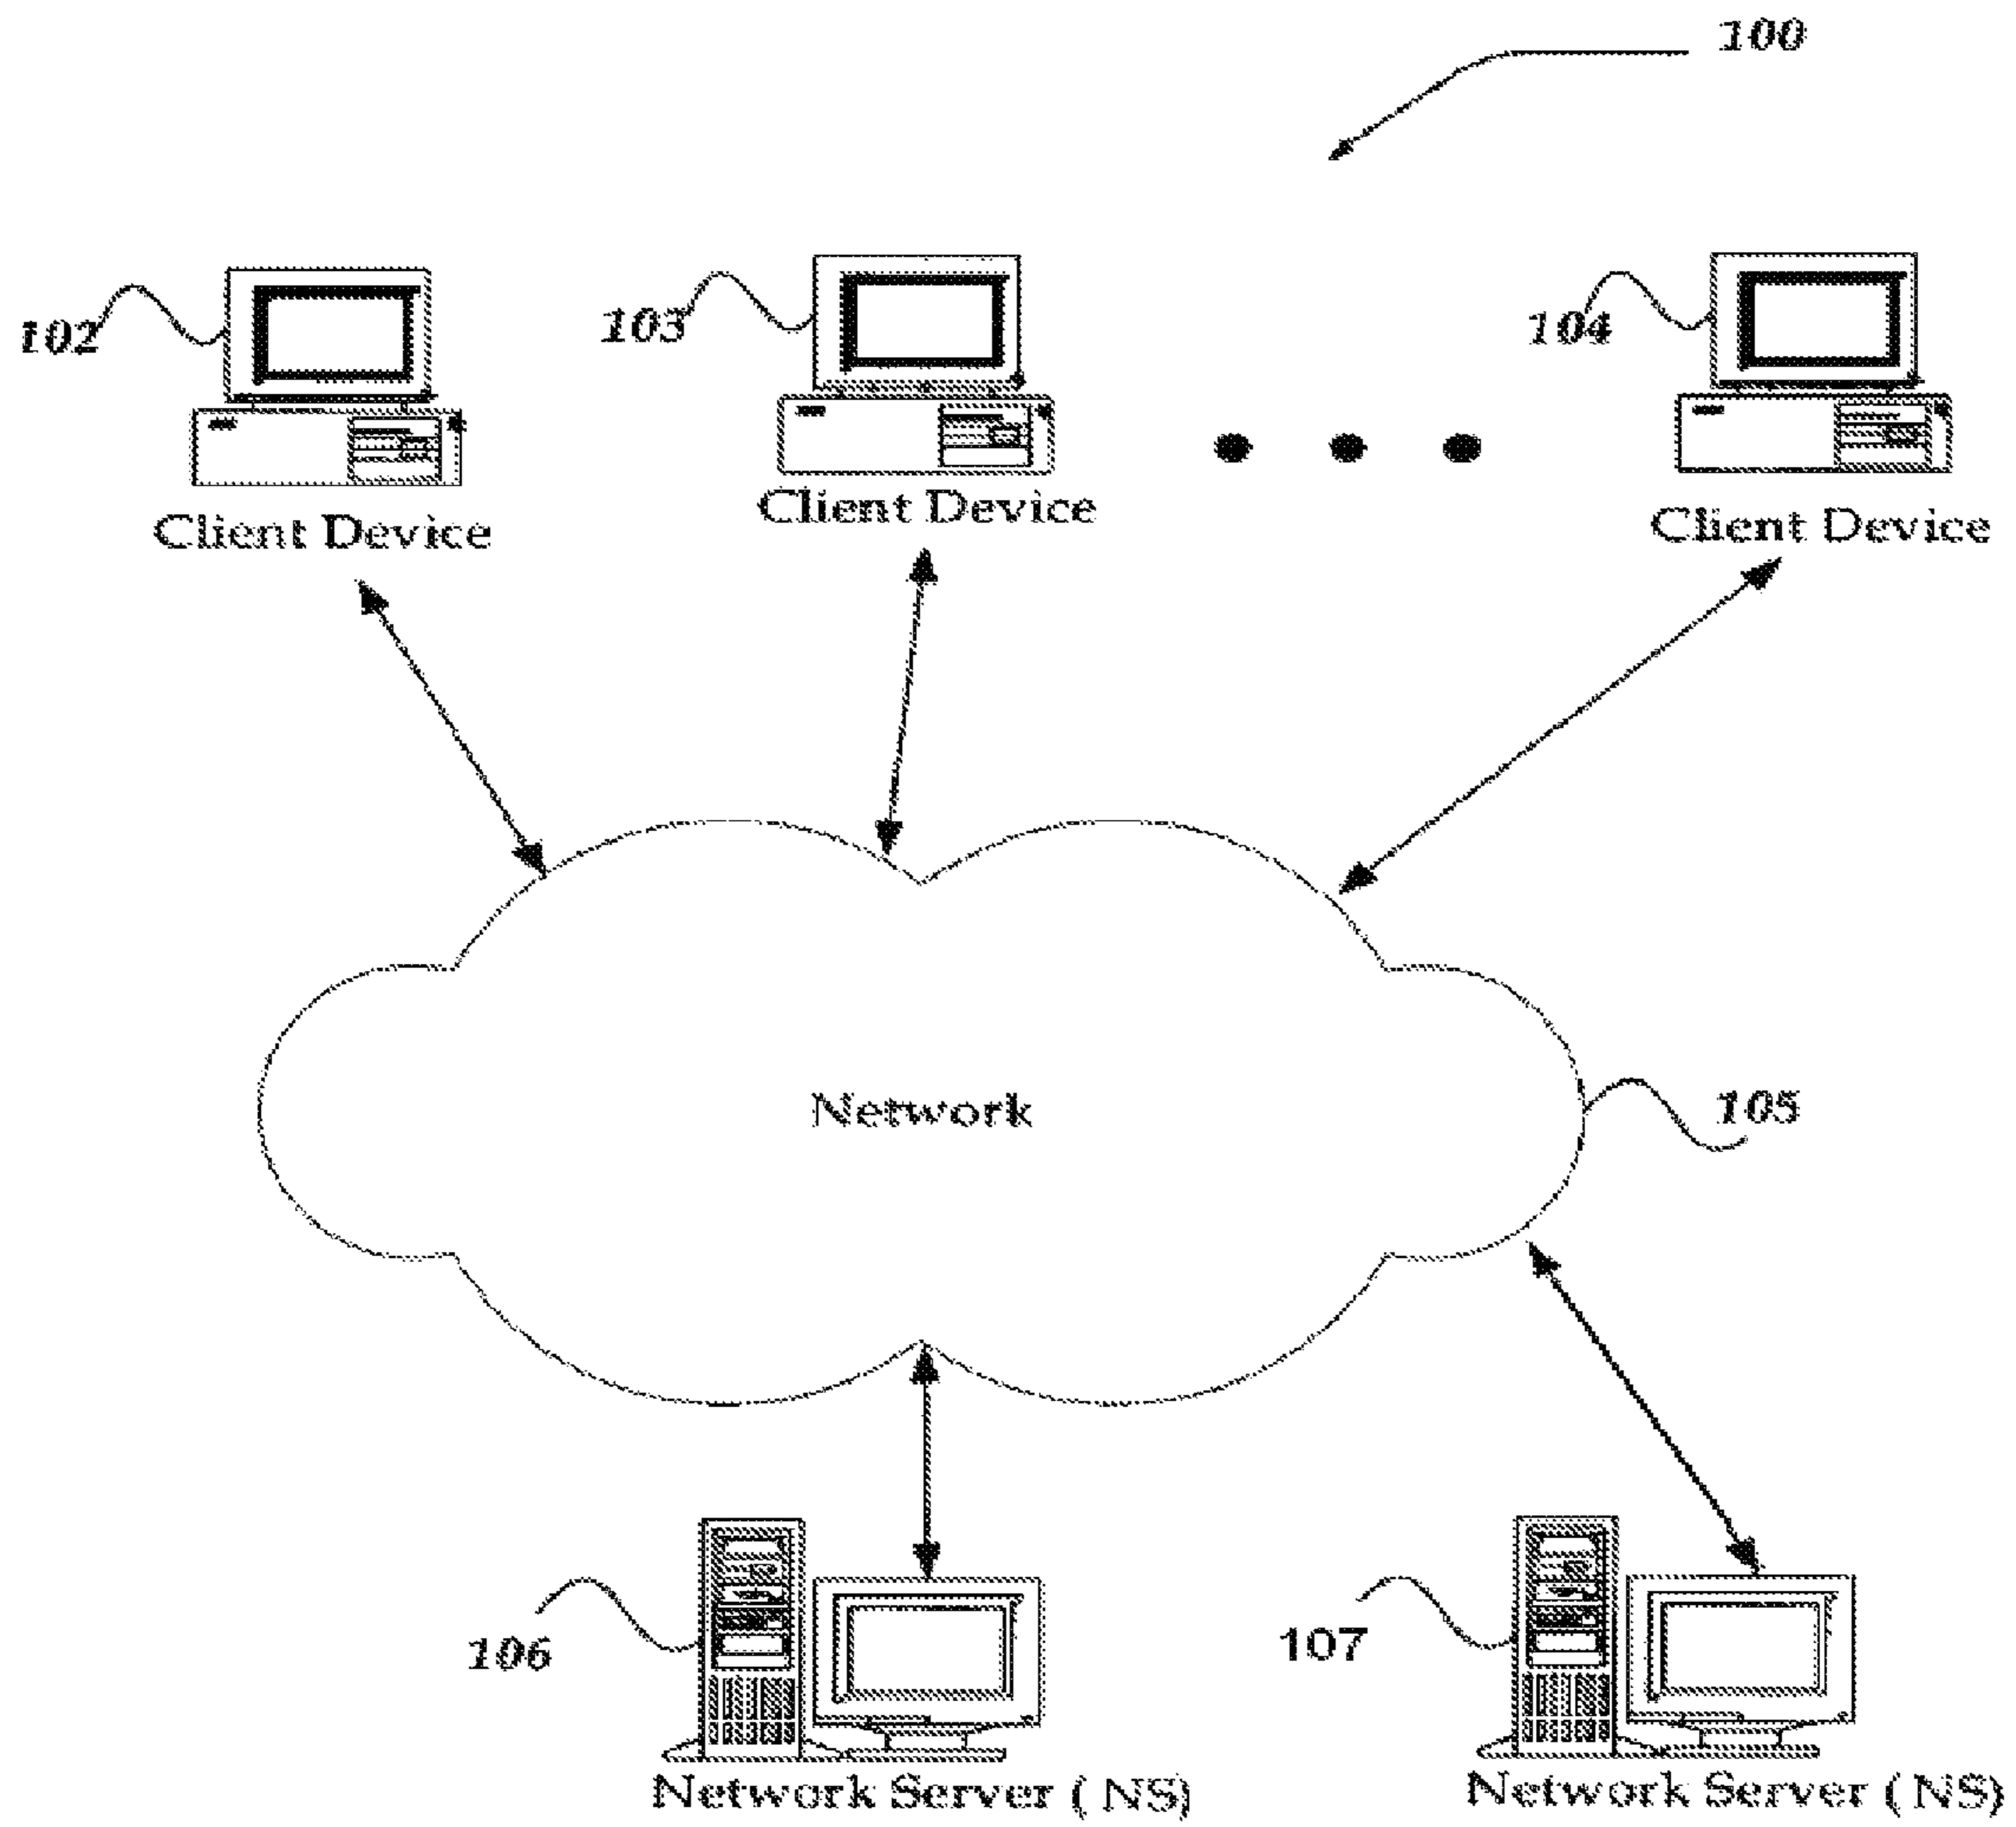 100
102
103
104
Client Device
Client Device
Client Device
Network
105
106
107
Network Server ( NS)
Network Server ( NS)